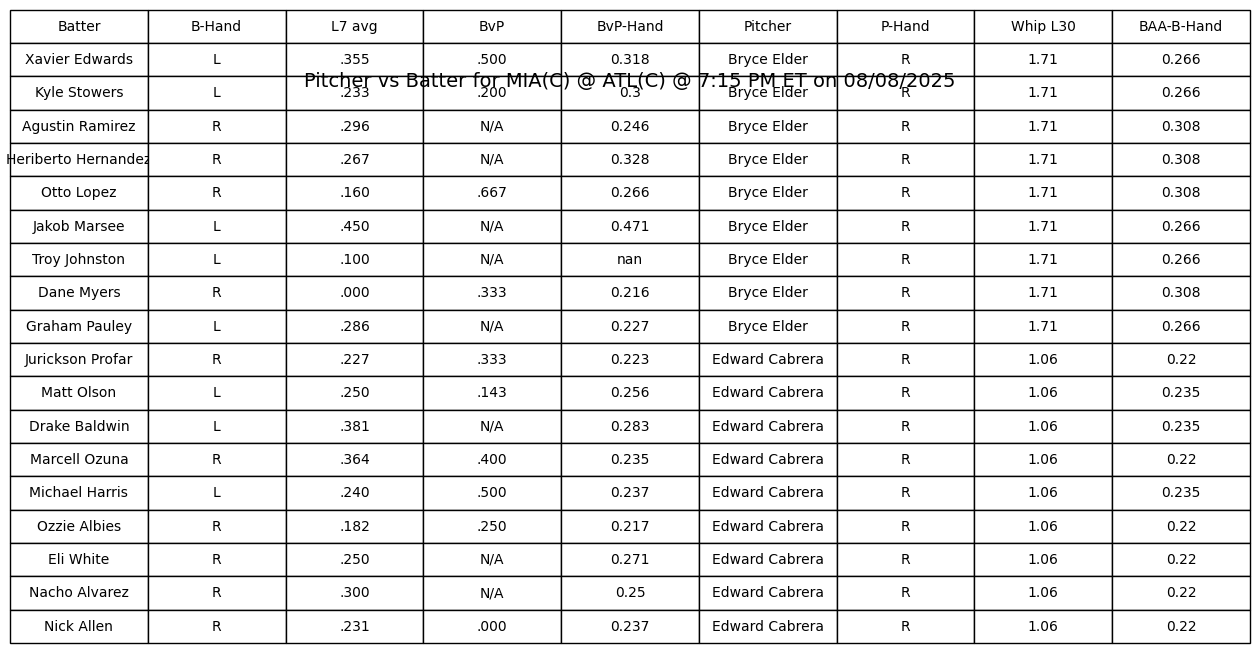 Batter B-Hand L7 avg BvP BvP-Hand Pitcher P-Hand Whip L30 BAA-B-Hand
Xavier Edwards L .355 .500 0.318 Bryce Elder R 1.71 0.266
Pitcher vs Batter for MIA(C) @ ATL(C) @ 7:15 PM ET on 08/08/2025
Kyle Stowers L .233 .200 0.3 Bryce Elder R 1.71 0.266
Agustin Ramirez R .296 N/A 0.246 Bryce Elder R 1.71 0.308
Heriberto Hernandez R .267 N/A 0.328 Bryce Elder R 1.71 0.308
Otto Lopez R .160 .667 0.266 Bryce Elder R 1.71 0.308
Jakob Marsee L .450 N/A 0.471 Bryce Elder R 1.71 0.266
Troy Johnston L .100 N/A nan Bryce Elder R 1.71 0.266
Dane Myers R .000 .333 0.216 Bryce Elder R 1.71 0.308
Graham Pauley L .286 N/A 0.227 Bryce Elder R 1.71 0.266
Jurickson Profar R .227 .333 0.223 Edward Cabrera R 1.06 0.22
Matt Olson L .250 .143 0.256 Edward Cabrera R 1.06 0.235
Drake Baldwin L .381 N/A 0.283 Edward Cabrera R 1.06 0.235
Marcell Ozuna R .364 .400 0.235 Edward Cabrera R 1.06 0.22
Michael Harris L .240 .500 0.237 Edward Cabrera R 1.06 0.235
Ozzie Albies R .182 .250 0.217 Edward Cabrera R 1.06 0.22
Eli White R .250 N/A 0.271 Edward Cabrera R 1.06 0.22
Nacho Alvarez R .300 N/A 0.25 Edward Cabrera R 1.06 0.22
Nick Allen R .231 .000 0.237 Edward Cabrera R 1.06 0.22